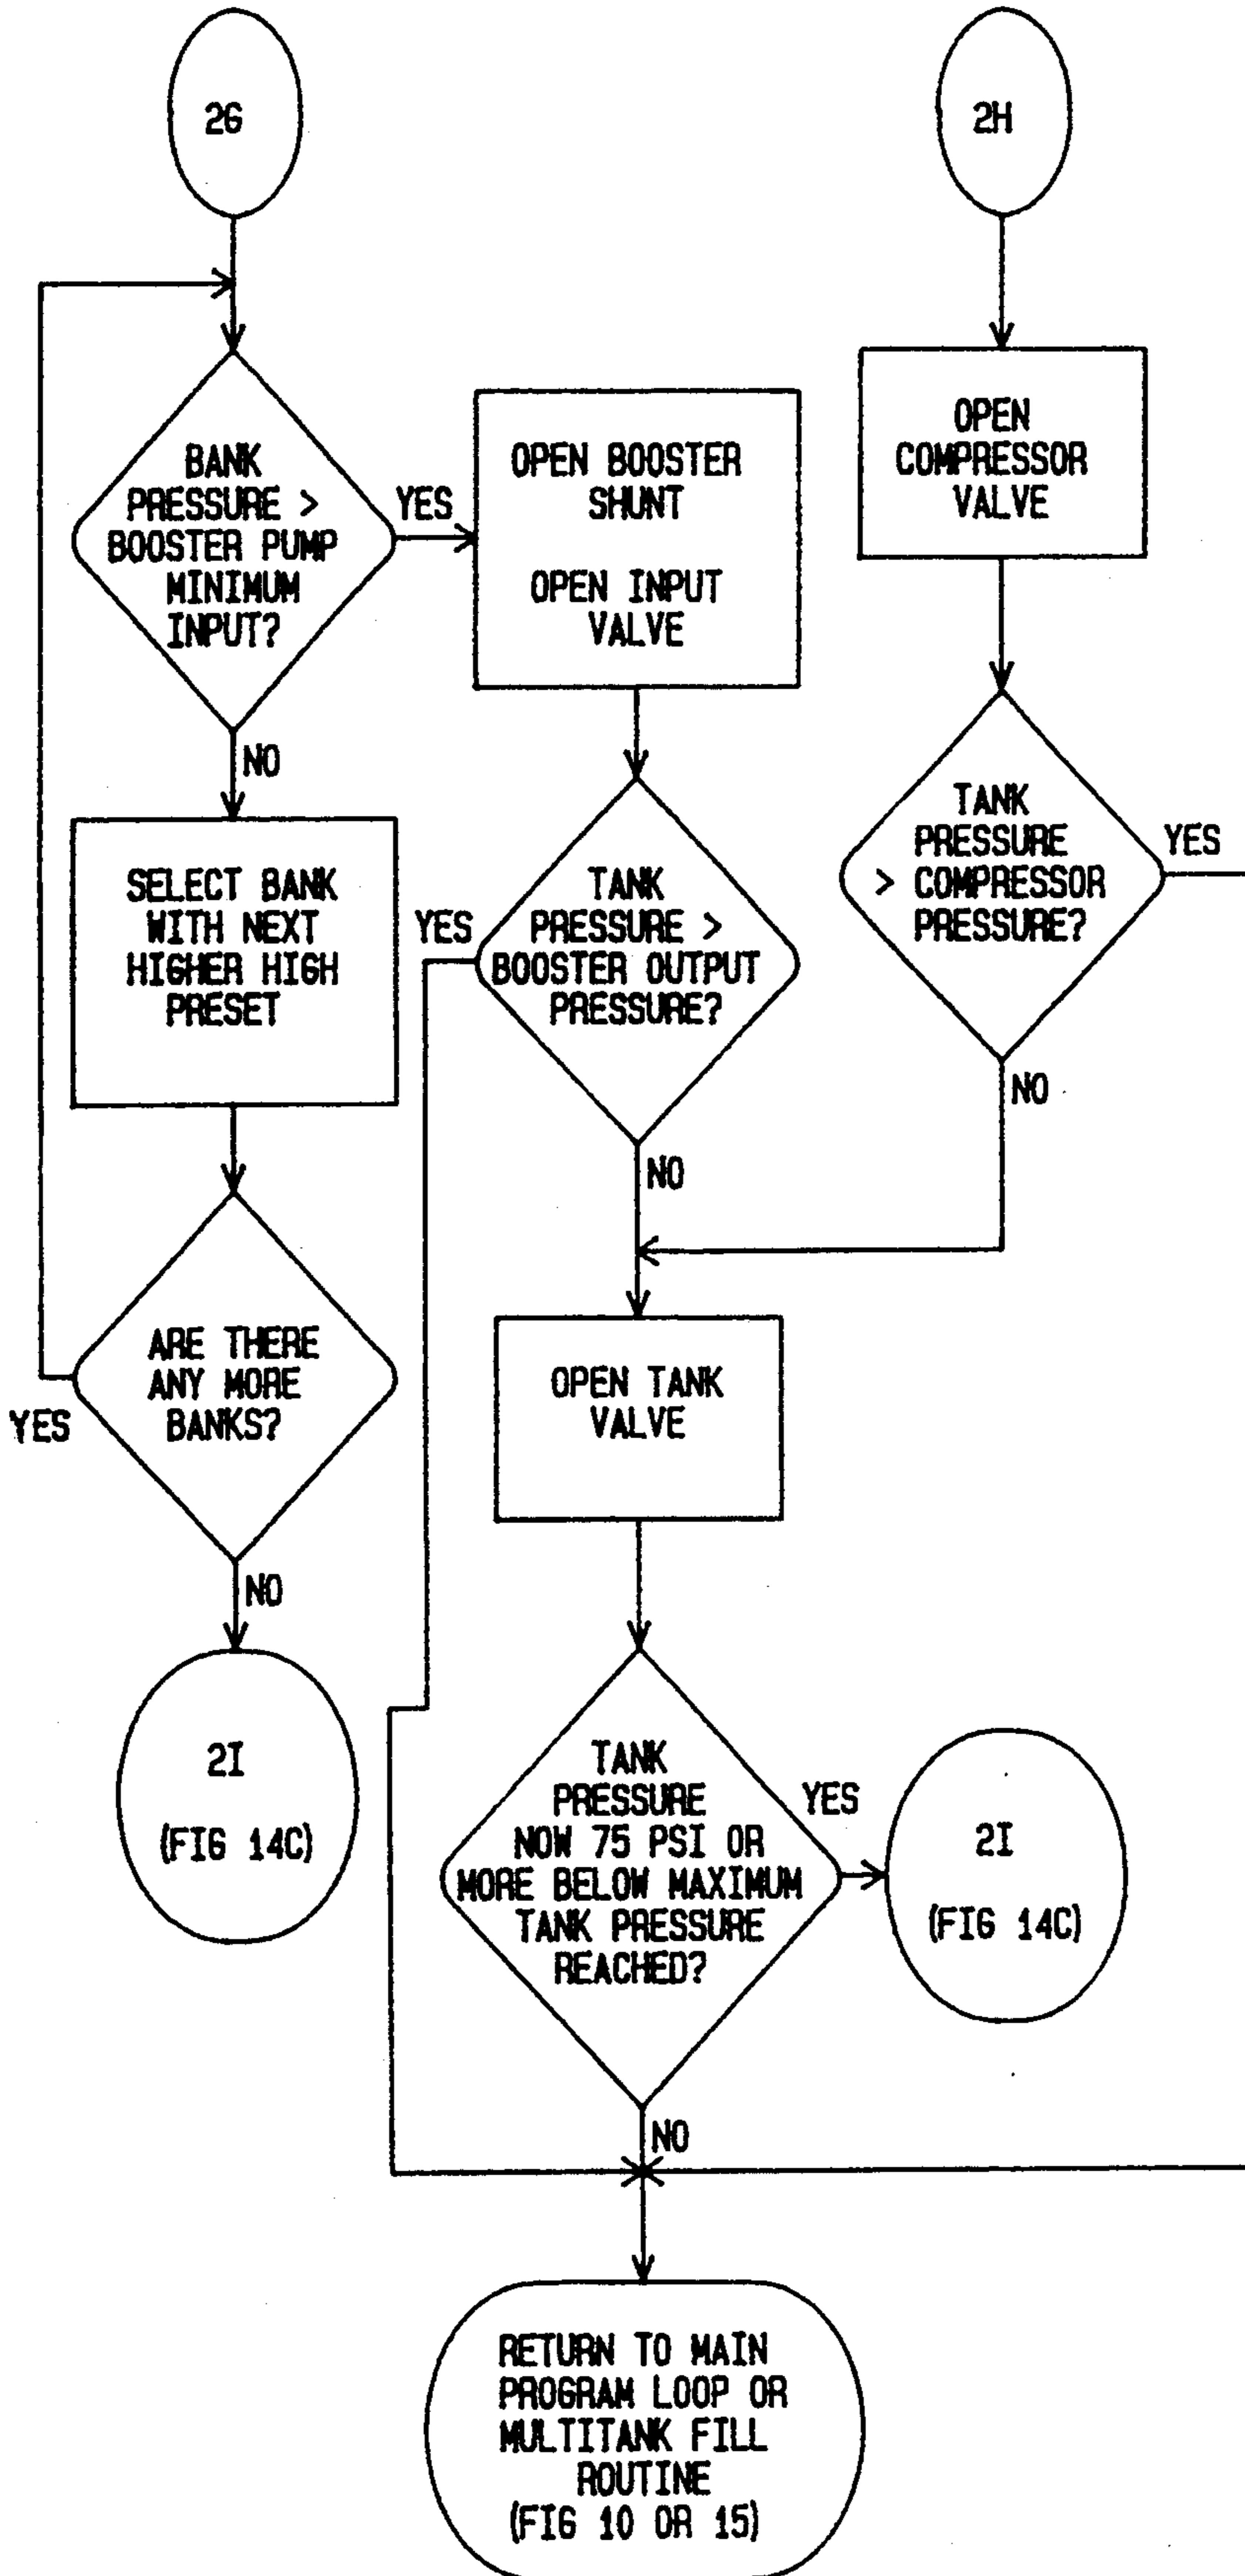 2G
2H
BANK
PRESSURE >
BOOSTER PUMP
MINIMUM
INPUT?
YES
NO
OPEN BOOSTER
SHUNT
OPEN INPUT
VALVE
OPEN
COMPRESSOR
VALVE
SELECT BANK
WITH NEXT
HIGHER HIGH
PRESET
TANK
PRESSURE >
BOOSTER OUTPUT
PRESSURE?
YES
NO
TANK
PRESSURE
> COMPRESSOR
PRESSURE?
YES
NO
ARE THERE
ANY MORE
BANKS?
YES
NO
OPEN TANK
VALVE
2I
(FIG 14C)
TANK
PRESSURE
NOW 75 PSI OR
MORE BELOW MAXIMUM
TANK PRESSURE
REACHED?
YES
NO
2I
(FIG 14C)
RETURN TO MAIN
PROGRAM LOOP OR
MULTITANK FILL
ROUTINE
(FIG 10 OR 15)